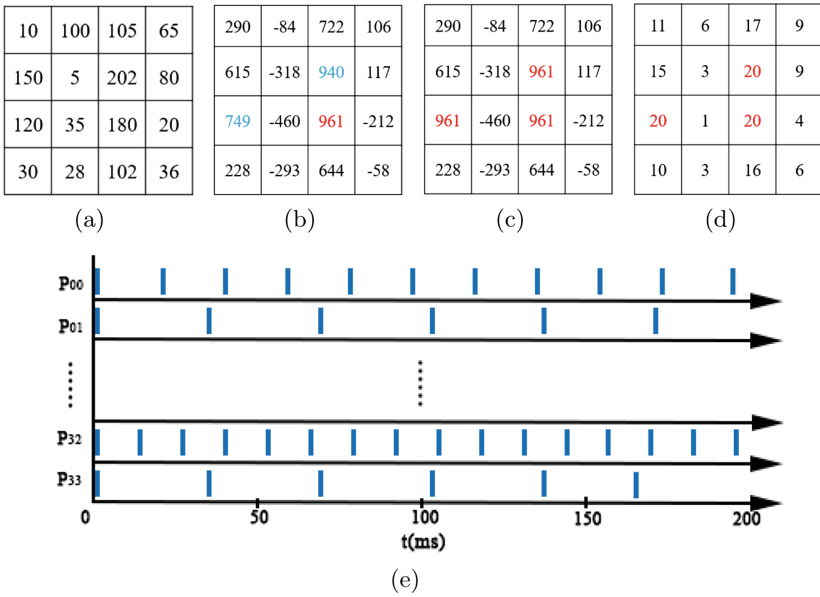 10 100 105 65
150 5 202 80
120 35 180 20
30 28 102 36
(a)
290 -84 722 106
615 -318 940 117
749 -460 961 -212
228 -293 644 -58
(b)
290 -84 722 106
615 -318 961 117
961 -460 961 -212
228 -293 644 -58
(c)
11 6 17 9
15 3 20 9
20 1 20 4
10 3 16 6
(d)
P00
P01
P32
P33
0 50 100 150 200
t(ms)
(e)